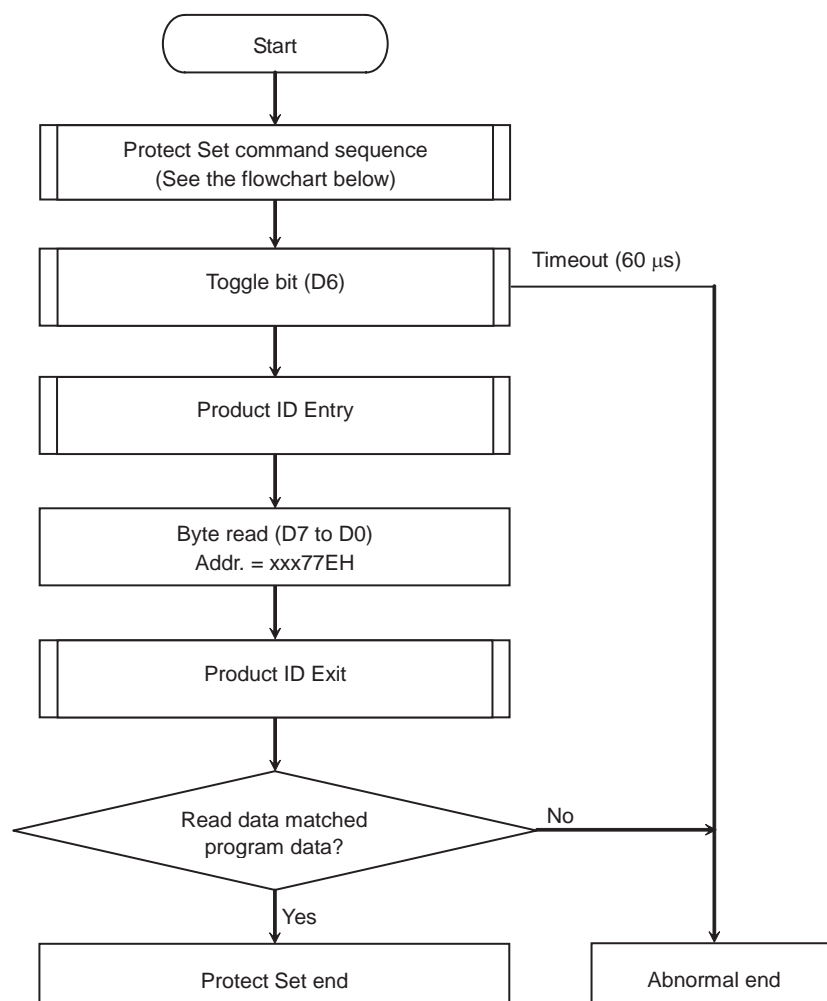 Start
Protect Set command sequence
(See the flowchart below)
Timeout (60 μs)
Toggle bit (D6)
Product ID Entry
Byte read (D7 to D0)
Addr. = xxx77EH
Product ID Exit
Read data matched
program data?
No
Yes
Protect Set end
Abnormal end